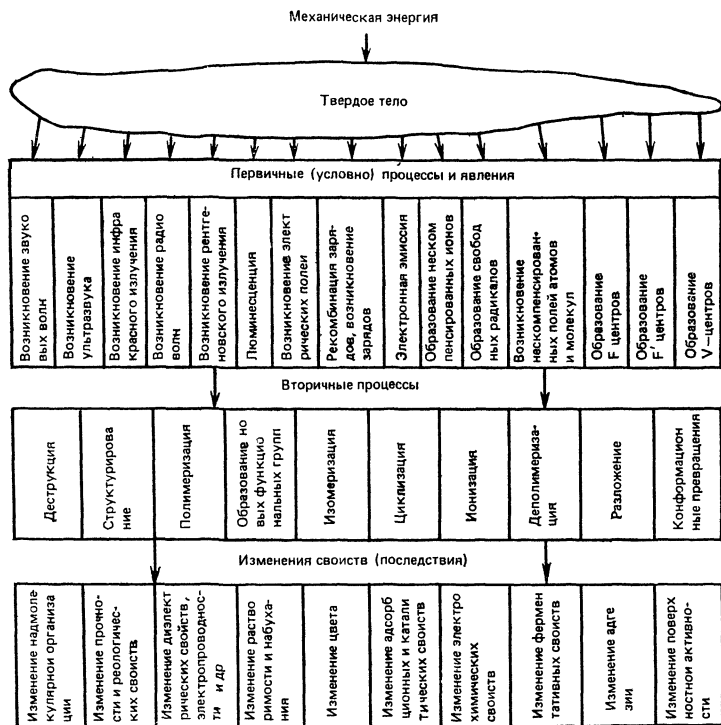 Механическая энергия
Твердое тело
Первичные (условно) процессы и явления
Возникновение звуко
вых волн
Возникновение
ультразвука
Возникновение инфра
красного излучения
Возникновение радио
волн
Возникновение рентге-
новского излучения
Люминесценция
Возникновение элект
рических полеи
Рекомбинация заря-
дов, возникновение
зарядов
Электронная эмиссия
Образование неском
пенсированных ионов
Образование свобод
ных радикалов
Возникновение
нескомпенсирован-
ных полей атомов
и молекул
Образование
F центров
Образование
F' центров
Образование
V—центров
Вторичные процессы
Деструкция
Структурирова
ние
Полимеризация
Образование но
вых функцио
нальных групп
Изомеризация
Циклизация
Ионизация
Деполимериза-
ция
Разложение
Конформацион
ные превращения
Изменения своиств (последствия)
Изменение надмоле
кулярнои организа
ции
Изменение прочно-
сти и реологичес-
ких свойств
Изменение диэлект
рических свойств,
электропроводнос-
ти и др
Изменение раство
римости и набуха-
ния
Изменение цвета
Изменение адсорб
ционных и катали
тических свойств
Изменение электро
химических
свойств
Изменение фермен
тативных свойств
Изменение адге
зии
Изменение поверх
ностнои активно-
сти